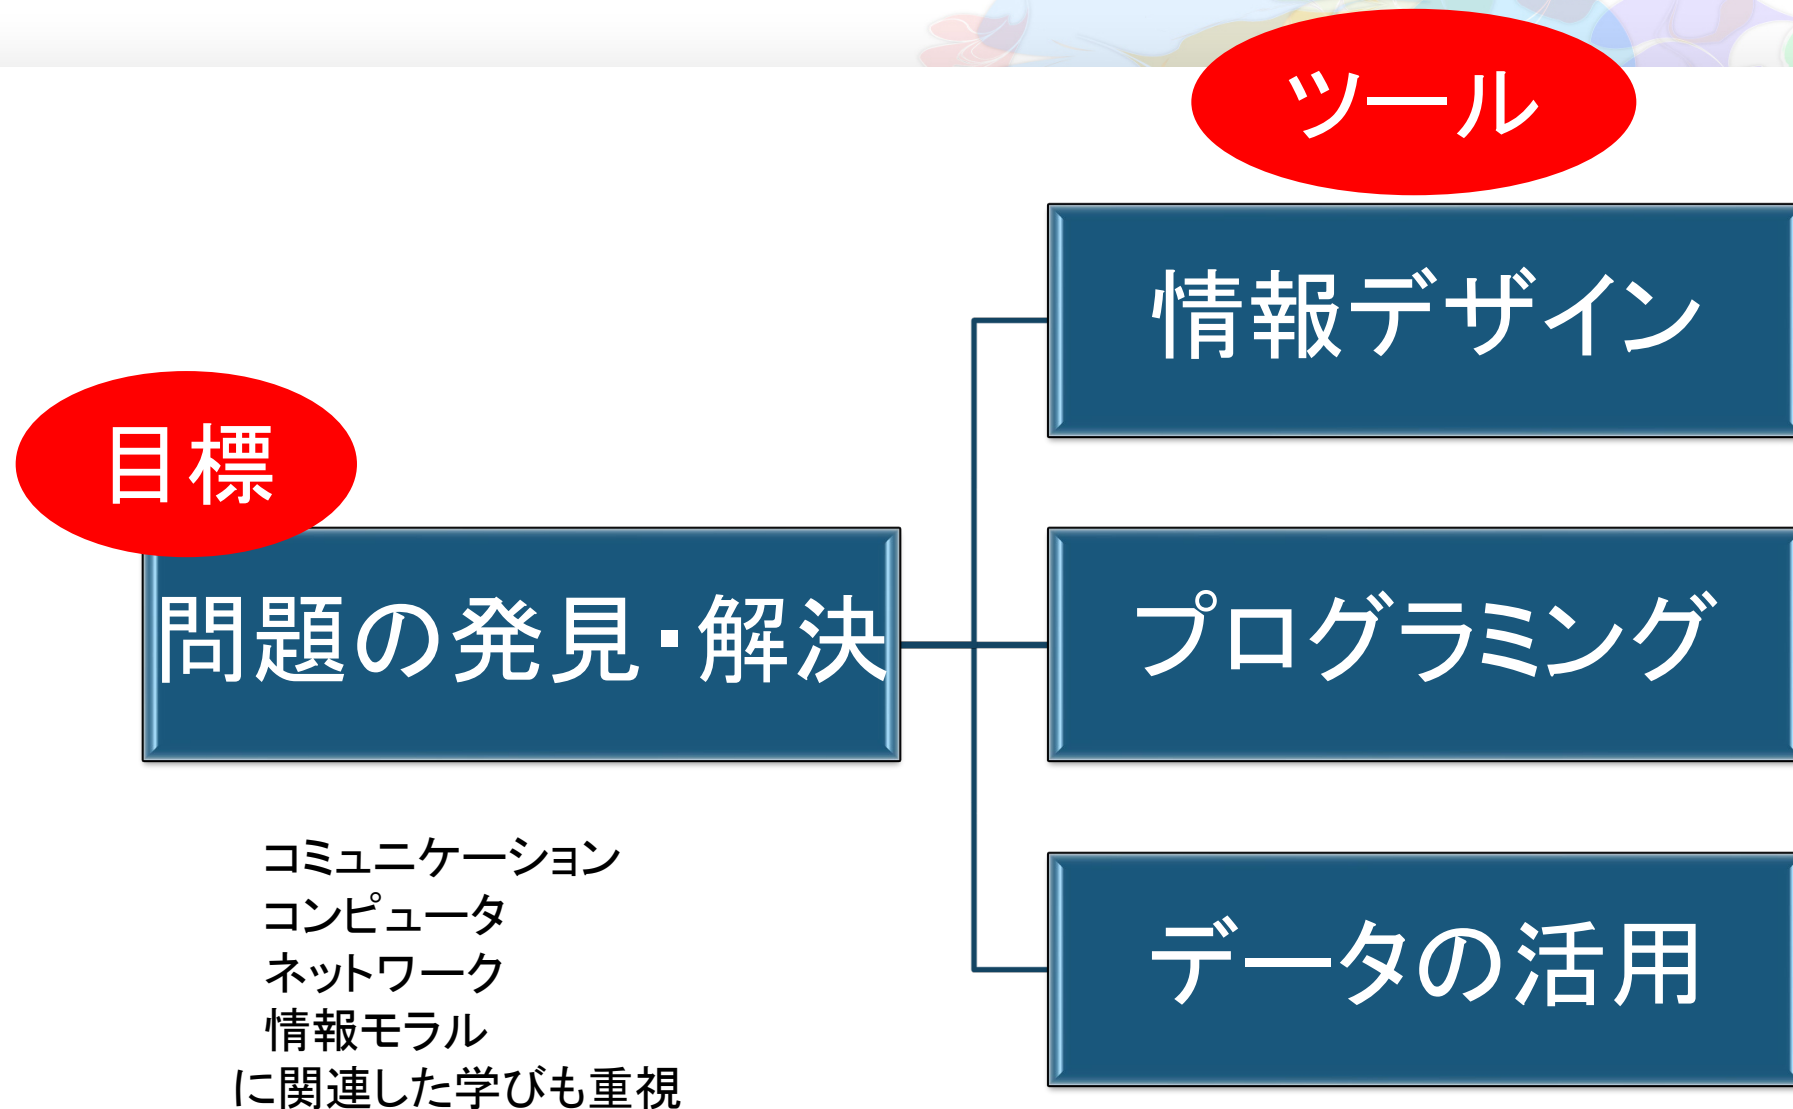 ツール
情報デザイン
目標
問題の発見・解決
プログラミング
データの活用
コミュニケーション
コンピュータ
ネットワーク
情報モラル
に関連した学びも重視